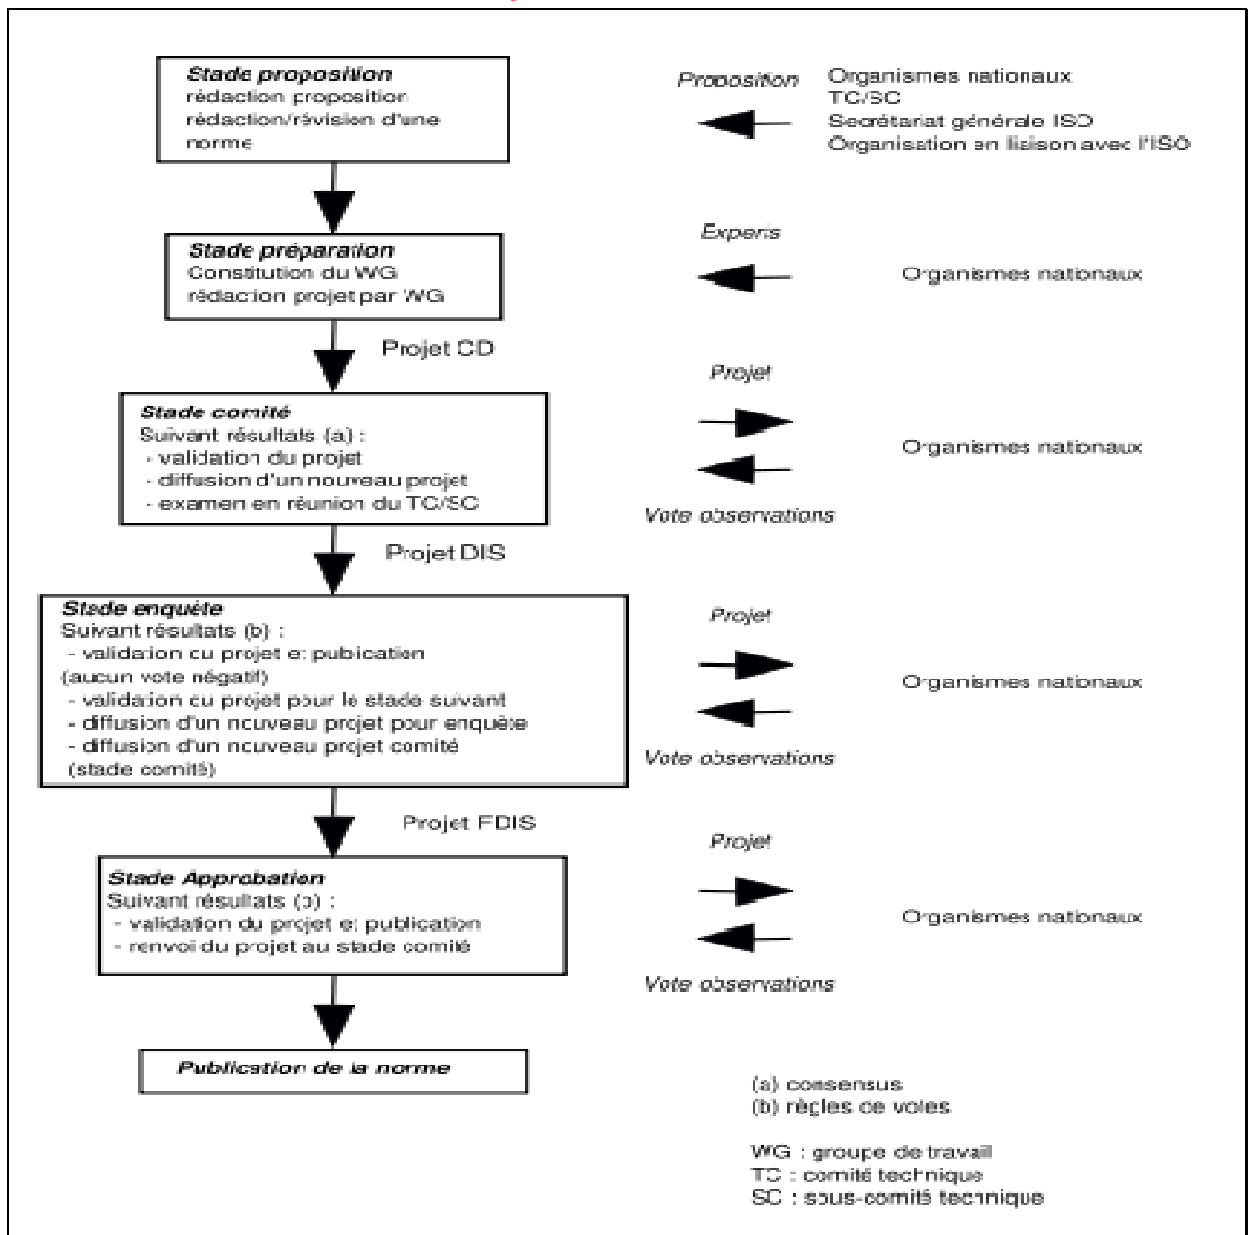 Stade proposition
rédaction proposition
rédaction/révision d'une
norme
Proposition
Organismes nationaux
TC/SC
Secrétariat générale ISO
Organisation en liaison avec l'ISO
Stade préparation
Constitution du WG
rédaction projet par WG
Experts
Organismes nationaux
Projet CD
Stade comité
Suivant résultats (a) :
- validation du projet
- diffusion d'un nouveau projet
- examen en réunion du TC/SC
Projet
Organismes nationaux
Vote observations
Projet DIS
Stade enquête
Suivant résultats (b) :
- validation du projet et publication
(aucun vote négatif)
- validation du projet pour le stade suivant
- diffusion d'un nouveau projet pour enquête
- diffusion d'un nouveau projet comité
(stade comité)
Projet
Organismes nationaux
Vote observations
Projet FDIS
Stade Approbation
Suivant résultats (b) :
- validation du projet et publication
- renvoi du projet au stade comité
Projet
Organismes nationaux
Vote observations
Publication de la norme
(a) consensus
(b) règles de votes
WG : groupe de travail
TC : comité technique
SC : sous-comité technique